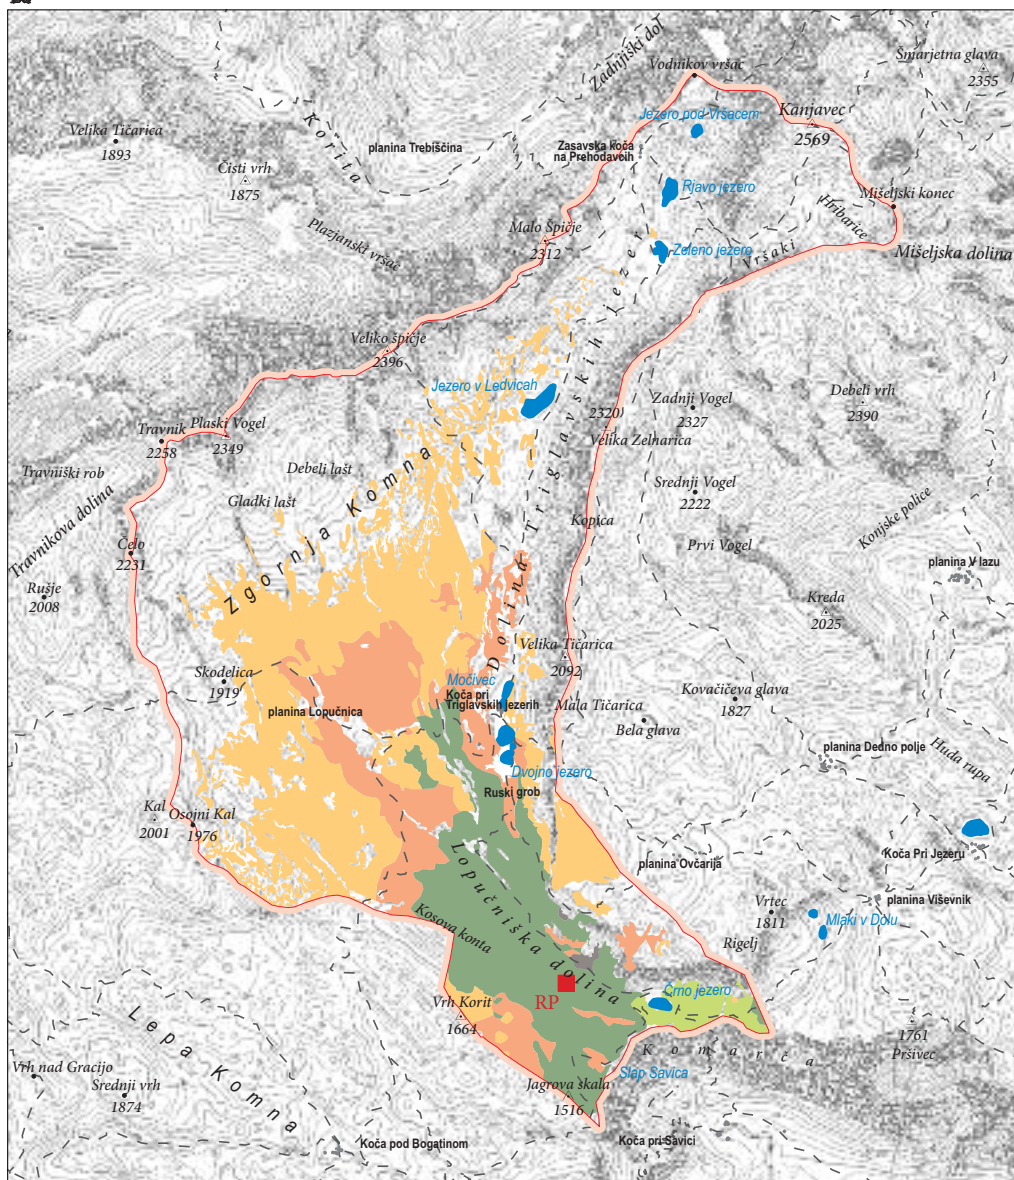 Zadnjiški dol
Vodnikov vršac
Šmarjetna glava
2355
Jezero pod Vrsacem
Kanjavec
2569
Velika Tičarica
1893
Korita
planina Trebiščina
Zasavska koča
na Prehodavcih
Čisti vrh
1875
Rjavo jezero
Mišeljski konec
Hribarice
Malo Špičje
2312
Plazjanski vršac
Zeleno jezero
Vršaki
Mišeljska dolina
Veliko špičje
2396
Jezero v Ledvicah
Dolina Triglavskih jezer
2320
Velika Zelnarica
Zadnji Vogel
2327
Debeli vrh
2390
Travnik
2258
Plaski Vogel
2349
Travniški rob
Debeli lašt
Gladki lašt
Zgornja Komna
Srednji Vogel
2222
Travnikova dolina
Kopica
Konjske police
Čelo
2231
Prvi Vogel
planina V lazu
Rušje
2008
Kreda
2025
Velika Tičarica
2092
Skodelica
1919
Močivec
Koča pri
Triglavskih jezerih
Kovačičeva glava
1827
planina Lopučnica
Mala Tičarica
Bela glava
planina Dedno polje
Huda rupa
Dvojno jezero
Ruski grob
Kal
2001
Osojni Kal
1976
Lopučniška dolina
planina Ovčarija
Koča Pri Jezeru
planina Viševnik
Vrtec
1811
Mlaki v Dolu
Kosova konta
Rigelj
Črno jezero
RP
Vrh Korit
1664
1761
Pršivec
Komarča
Lepa Komna
Vrh nad Gracijo
Srednji vrh
1874
Slap Savica
Jagrova škala
1516
Koča pod Bogatinom
Koča pri Savici